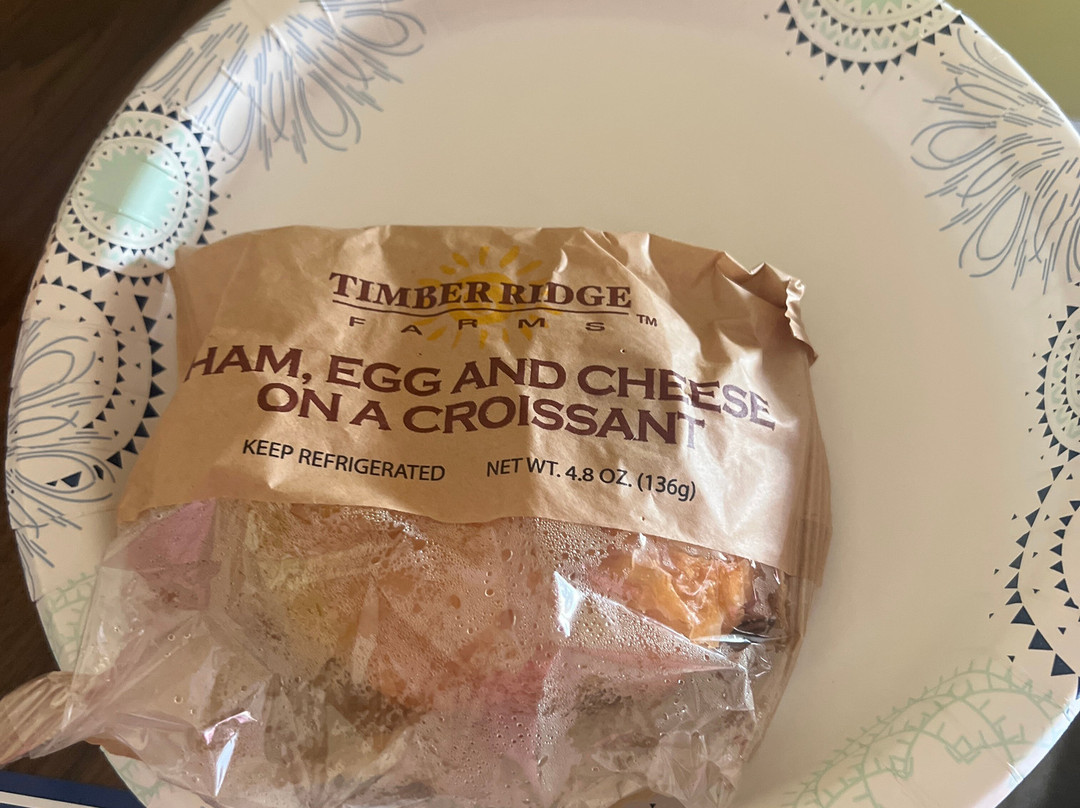 TIMBER RIDGE
FARMS™
HAM, EGG AND CHEESE
ON A CROISSANT
KEEP REFRIGERATED NET WT. 4.8 OZ. (136g)